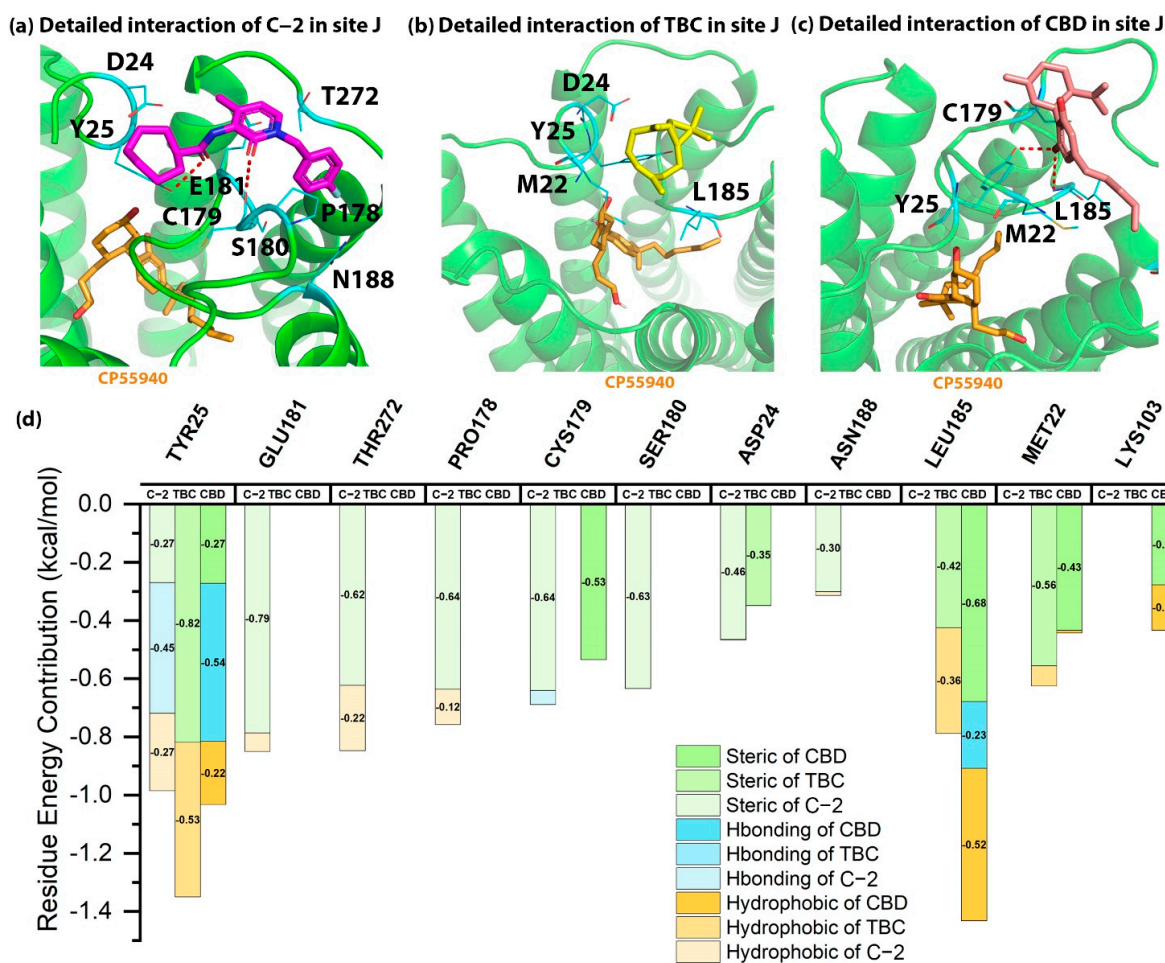 (a) Detailed interaction of C−2 in site J
(b) Detailed interaction of TBC in site J
(c) Detailed interaction of CBD in site J
D24
T272
Y25
E181
C179
P178
S180
N188
CP55940
D24
Y25
M22
L185
CP55940
C179
Y25
L185
M22
CP55940
(d)
TYR25
GLU181
THR272
PRO178
CYS179
SER180
ASP24
ASN188
LEU185
MET22
LYS103
C−2 TBC CBD
C−2 TBC CBD
C−2 TBC CBD
C−2 TBC CBD
C−2 TBC CBD
C−2 TBC CBD
C−2 TBC CBD
C−2 TBC CBD
C−2 TBC CBD
C−2 TBC CBD
C−2 TBC CB
Residue Energy Contribution (kcal/mol)
0.0
-0.2
-0.4
-0.6
-0.8
-1.0
-1.2
-1.4
-0.27
-0.45
-0.27
-0.82
-0.53
-0.27
-0.54
-0.22
-0.79
-0.62
-0.22
-0.64
-0.12
-0.64
-0.53
-0.63
-0.46
-0.35
-0.30
-0.42
-0.36
-0.68
-0.23
-0.52
-0.56
-0.43
Steric of CBD
Steric of TBC
Steric of C−2
Hbonding of CBD
Hbonding of TBC
Hbonding of C−2
Hydrophobic of CBD
Hydrophobic of TBC
Hydrophobic of C−2